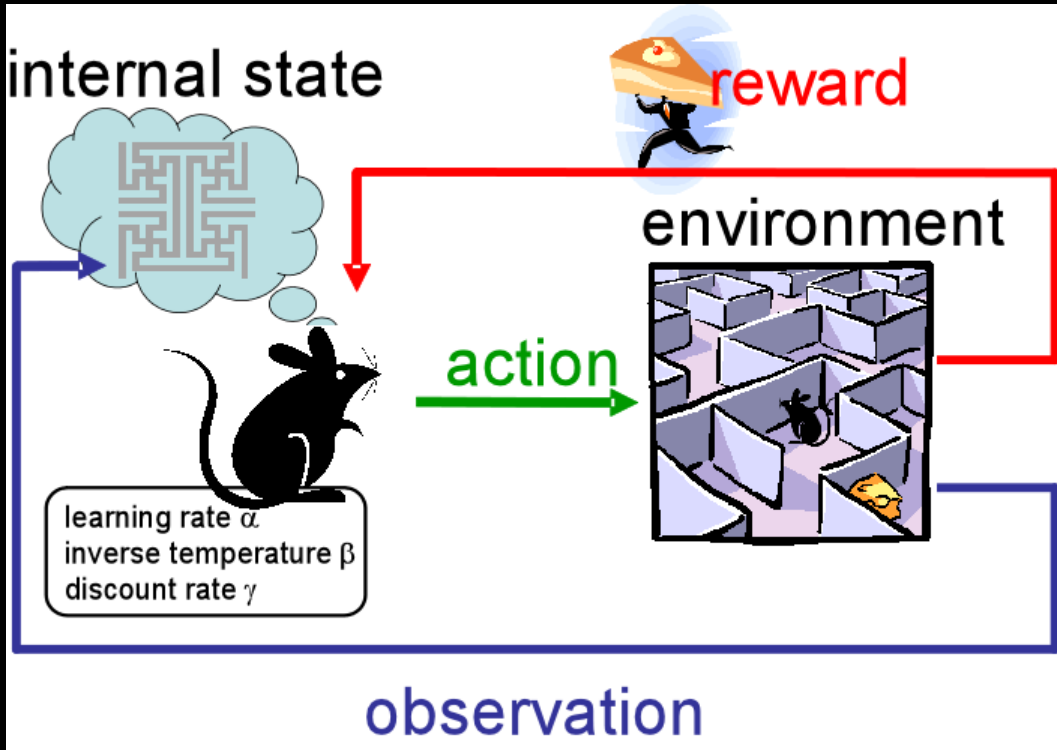 internal state
reward
environment
action
learning rate α
inverse temperature β
discount rate γ
observation